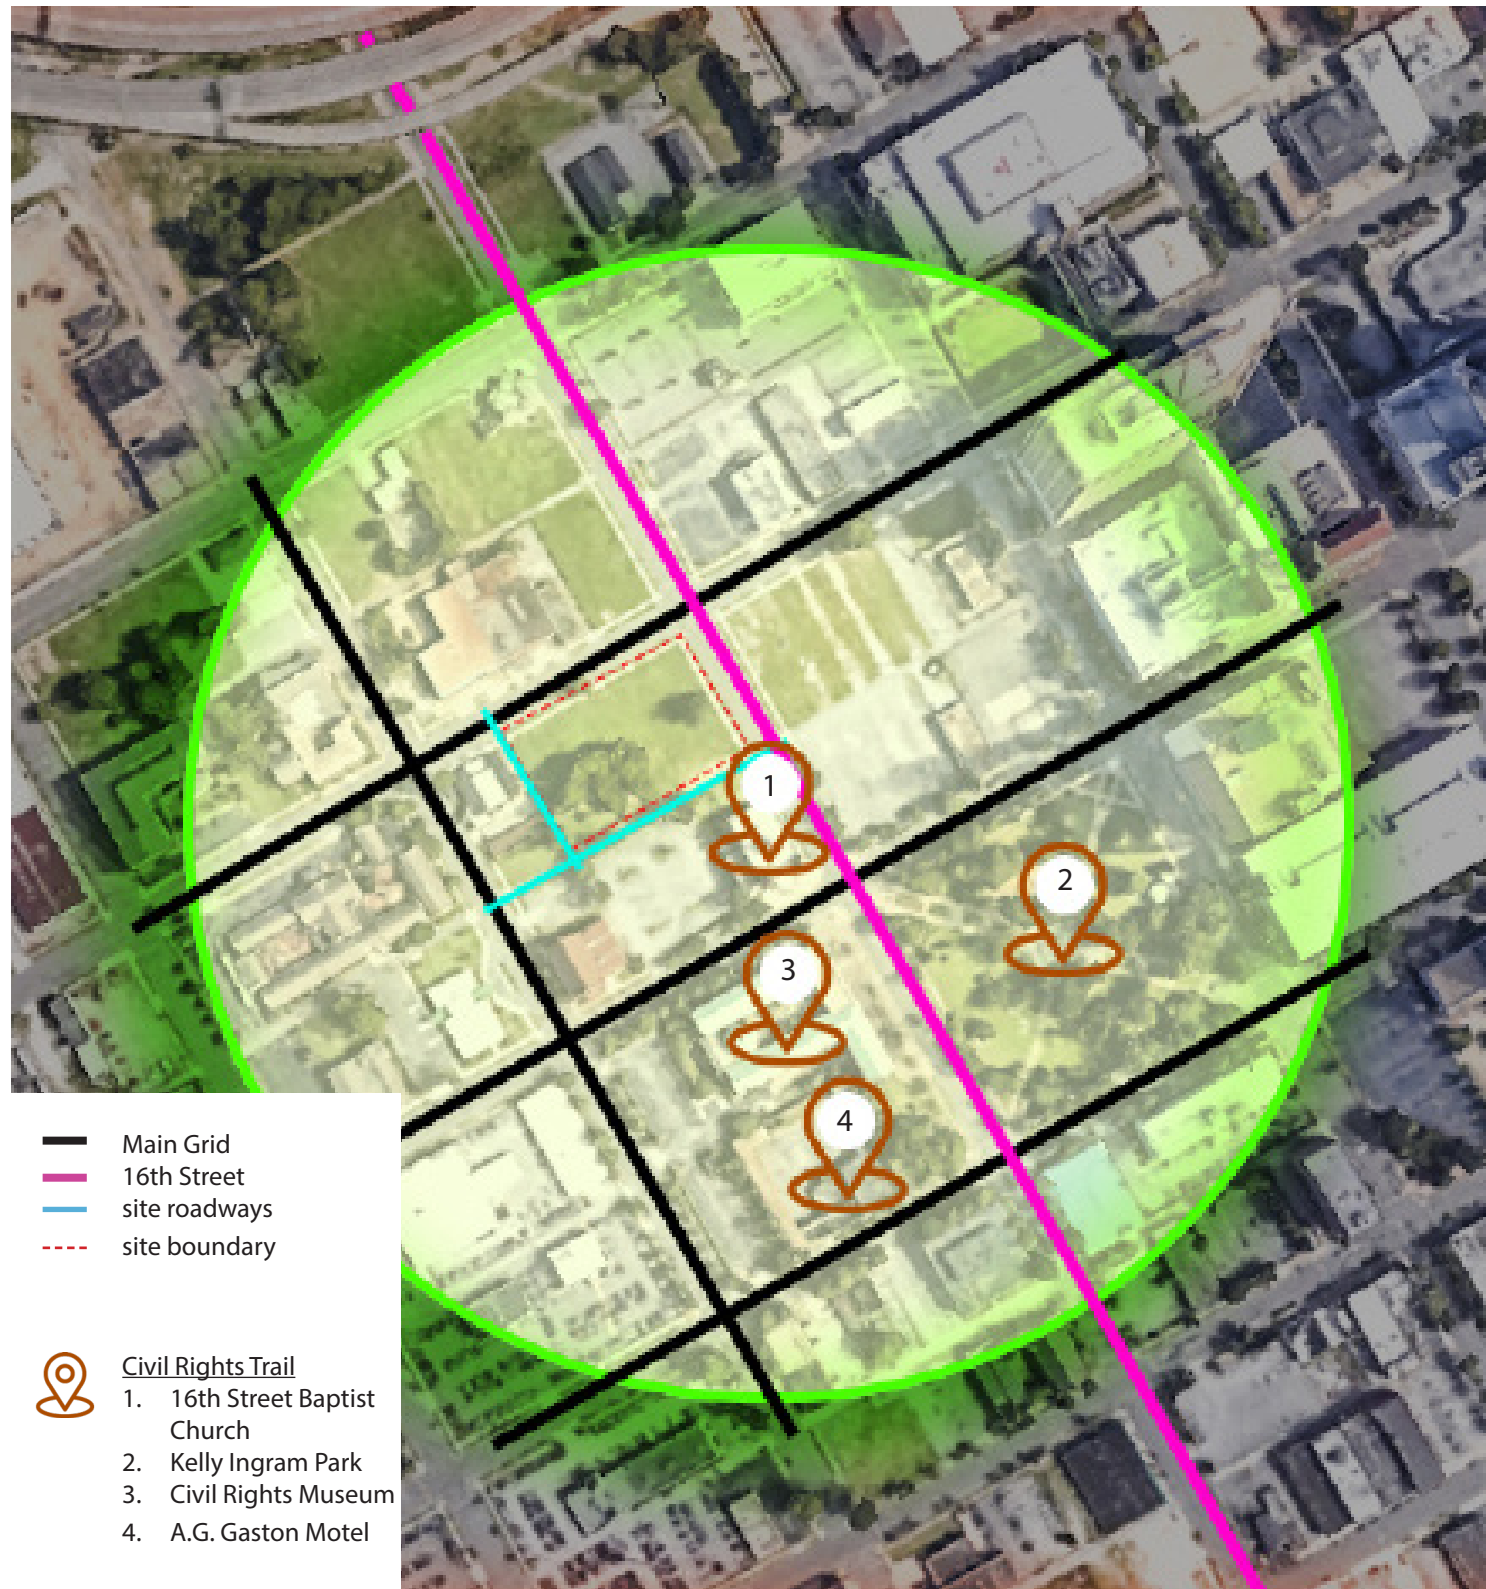 1
2
3
4
Main Grid
16th Street
site roadways
site boundary
Civil Rights Trail
1. 16th Street Baptist
Church
2. Kelly Ingram Park
3. Civil Rights Museum
4. A.G. Gaston Motel